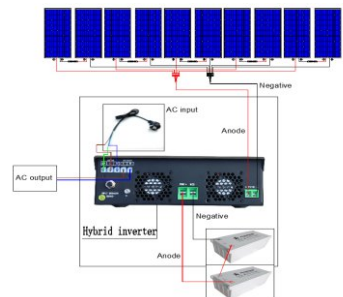 Negative
AC input
Anode
AC output
Negative
Hybrid inverter
Anode